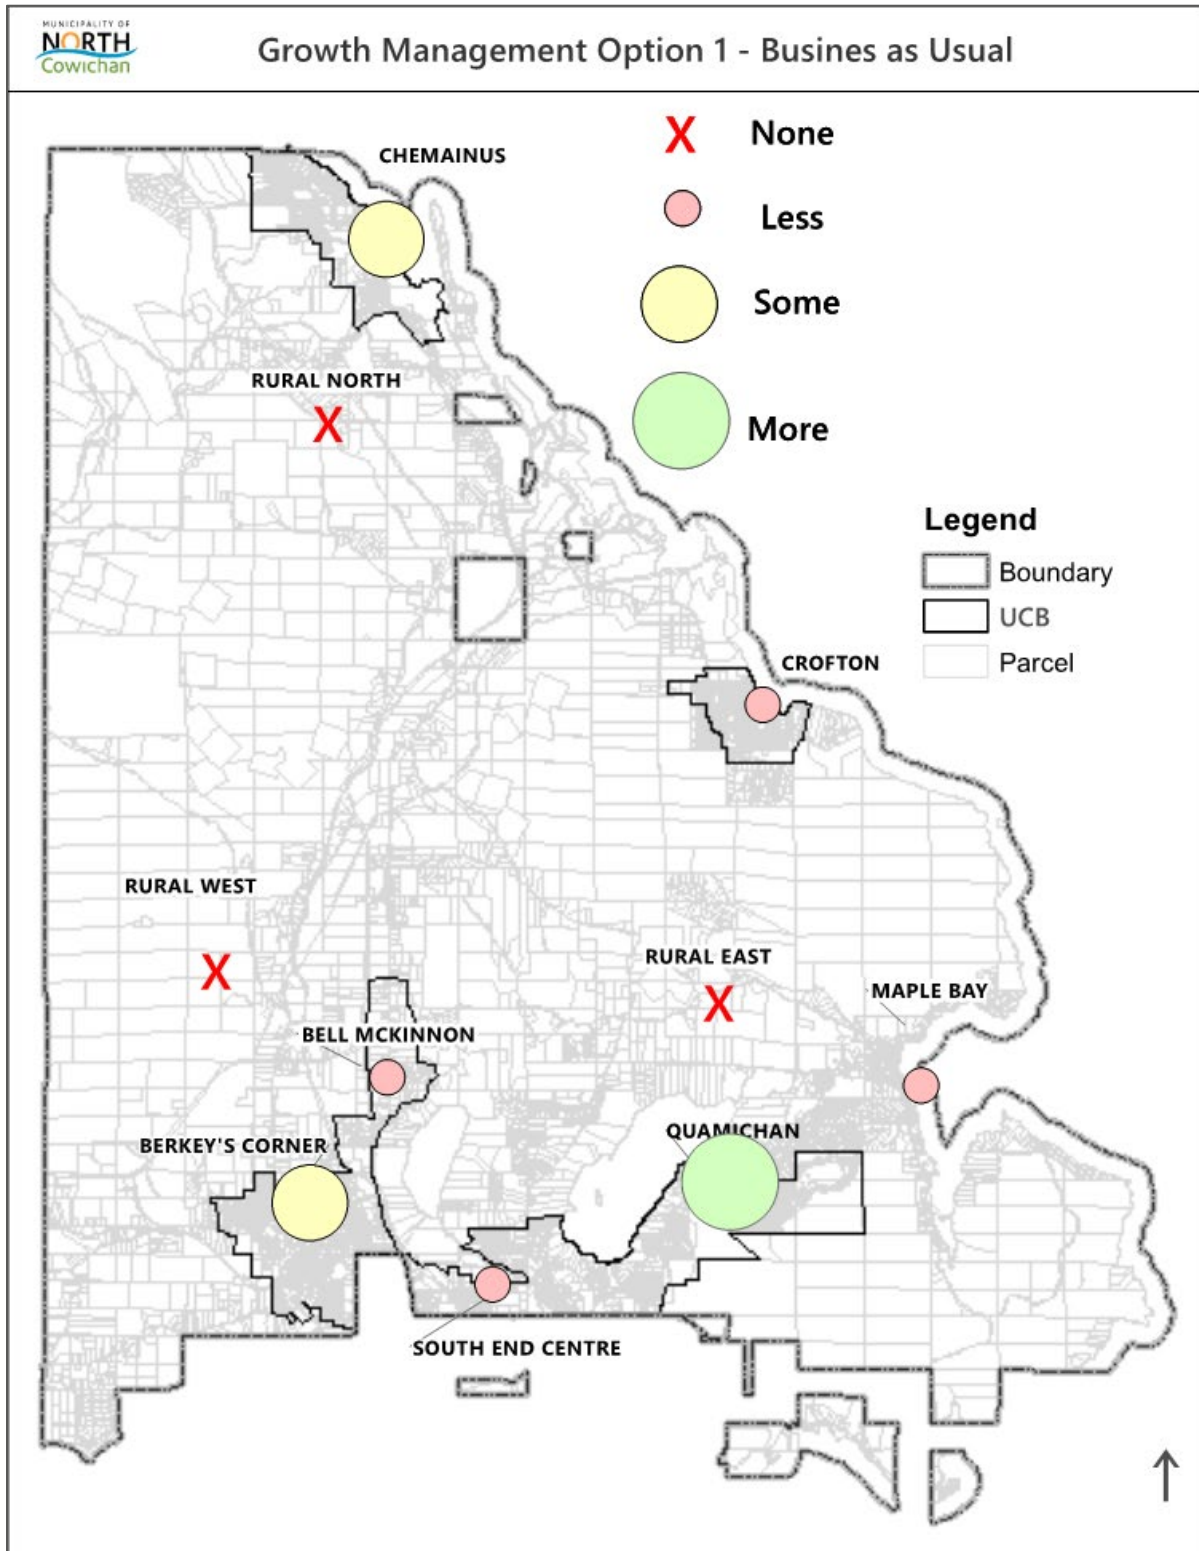 MUNICIPALITY OF
NORTH
Cowichan
Growth Management Option 1 - Busines as Usual
X None
Less
Some
More
CHEMAINUS
RURAL NORTH
X
Legend
Boundary
UCB
Parcel
CROFTON
RURAL WEST
X
RURAL EAST
X
MAPLE BAY
BELL MCKINNON
QUAMICHAN
BERKEY'S CORNER
SOUTH END CENTRE